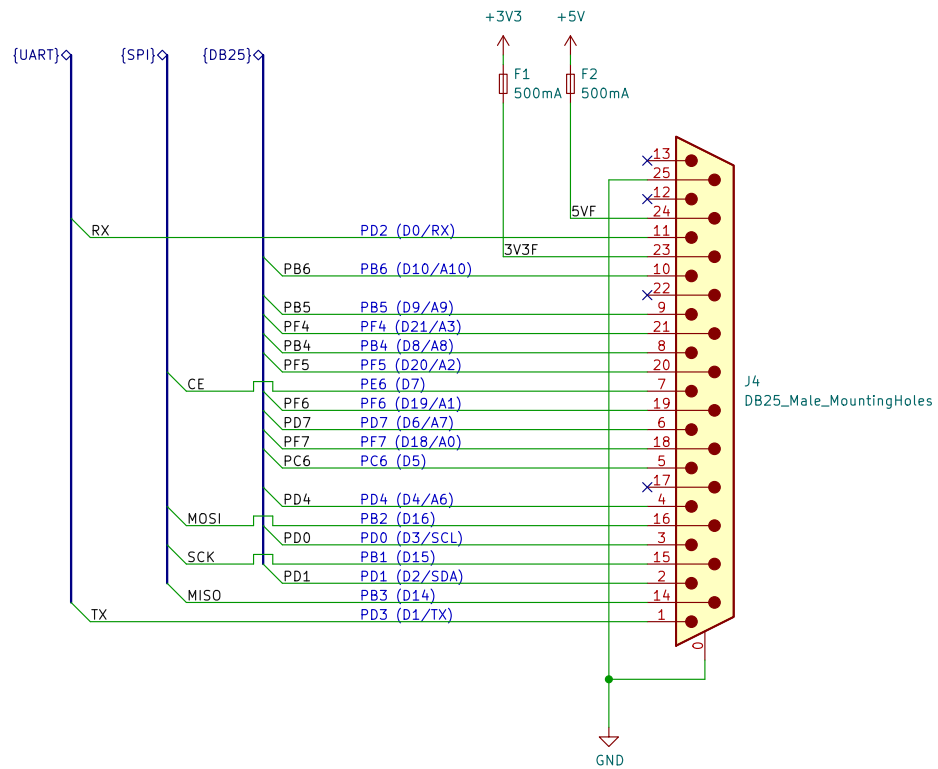 +3V3 +5V
{UART} {SPI} {DB25}
F1 F2
500mA 500mA
13
25
12
5VF 24
RX PD2 (D0/RX) 11
3V3F 23
PB6 PB6 (D10/A10) 10
22
PB5 PB5 (D9/A9) 9
PF4 PF4 (D21/A3) 21
PB4 PB4 (D8/A8) 8
PF5 PF5 (D20/A2) 20
CE PE6 (D7) 7
J4
PF6 PF6 (D19/A1) 19
DB25_Male_MountingHoles
PD7 PD7 (D6/A7) 6
PF7 PF7 (D18/A0) 18
PC6 PC6 (D5) 5
17
PD4 PD4 (D4/A6) 4
MOSI PB2 (D16) 16
PD0 PD0 (D3/SCL) 3
SCK PB1 (D15) 15
PD1 PD1 (D2/SDA) 2
MISO PB3 (D14) 14
TX PD3 (D1/TX) 1
0
GND